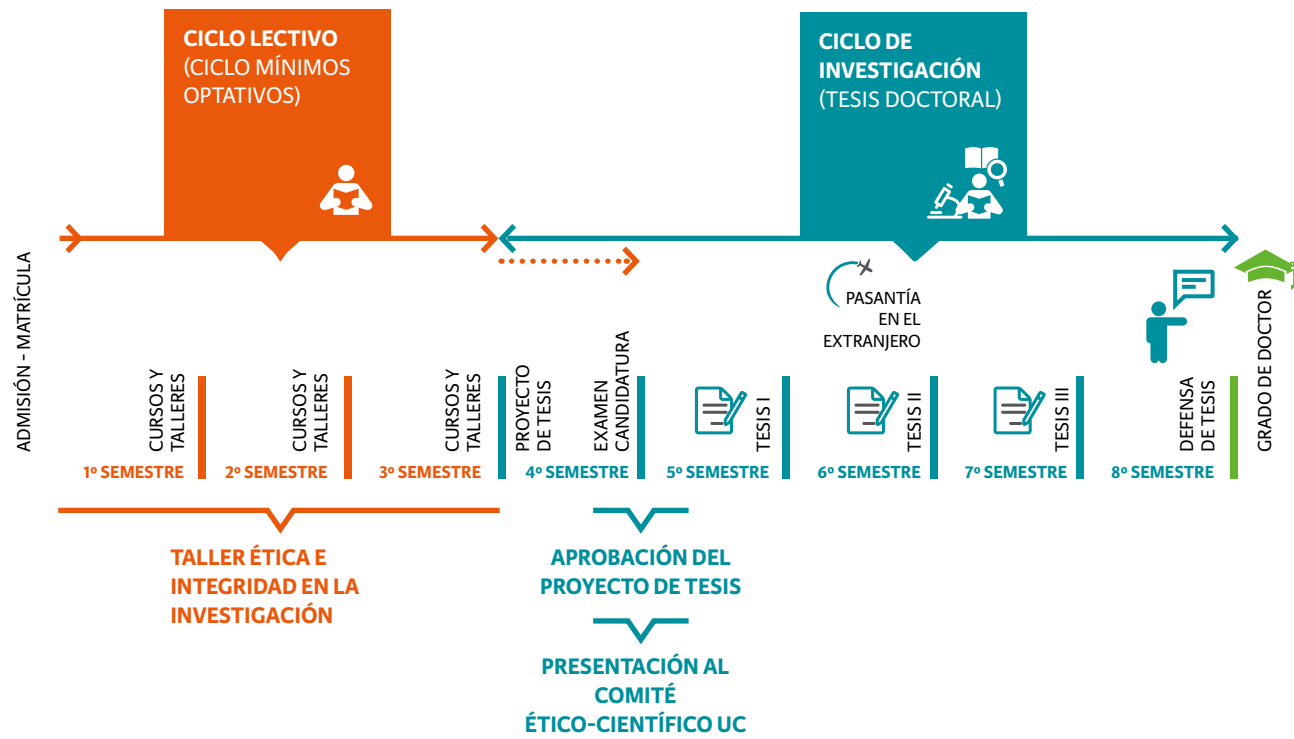 CICLO LECTIVO
(CICLO MÍNIMOS
OPTATIVOS)
CICLO DE
INVESTIGACIÓN
(TESIS DOCTORAL)
ADMISIÓN - MATRÍCULA
CURSOS Y
TALLERES
CURSOS Y
TALLERES
CURSOS Y
TALLERES
PROYECTO
DE TESIS
EXAMEN
CANDIDATURA
TESIS I
PASANTÍA
EN EL
EXTRANJERO
TESIS II
TESIS III
DEFENSA
DE TESIS
GRADO DE DOCTOR
1º SEMESTRE
2º SEMESTRE
3º SEMESTRE
4º SEMESTRE
5º SEMESTRE
6º SEMESTRE
7º SEMESTRE
8º SEMESTRE
TALLER ÉTICA E
INTEGRIDAD EN LA
INVESTIGACIÓN
APROBACIÓN DEL
PROYECTO DE TESIS
PRESENTACIÓN AL
COMITÉ
ÉTICO-CIENTÍFICO UC